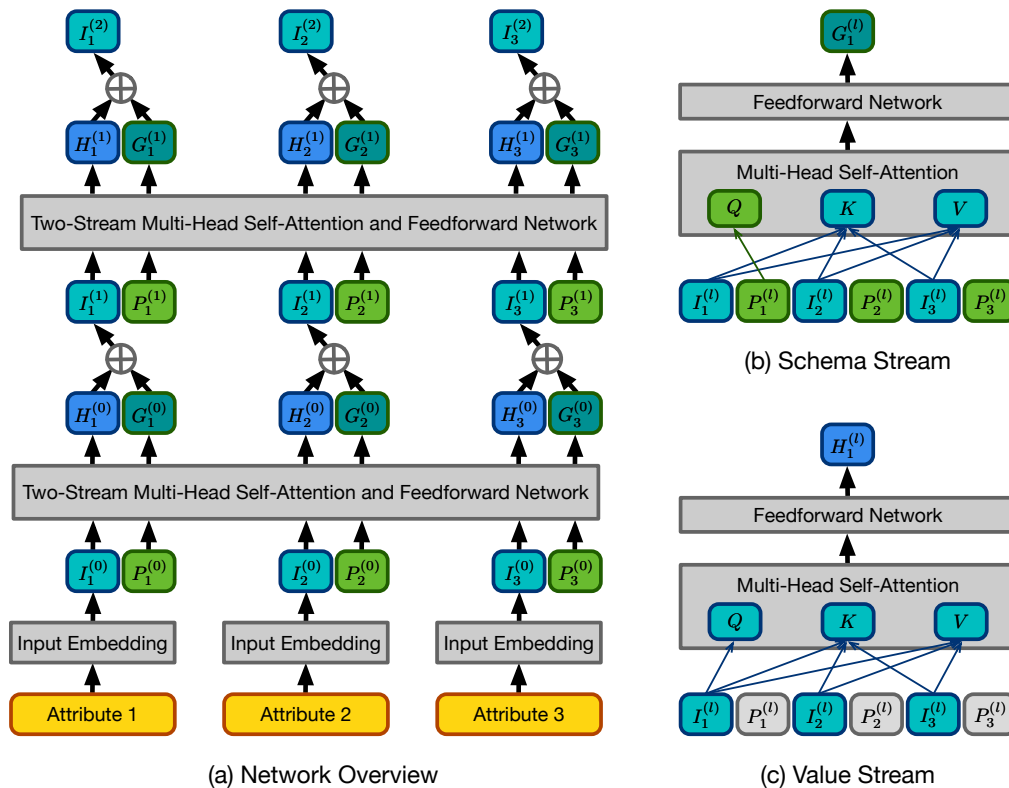 I_1^{(2)} I_2^{(2)} I_3^{(2)}
H_1^{(1)} G_1^{(1)} H_2^{(1)} G_2^{(1)} H_3^{(1)} G_3^{(1)}
Two-Stream Multi-Head Self-Attention and Feedforward Network
I_1^{(1)} P_1^{(1)} I_2^{(1)} P_2^{(1)} I_3^{(1)} P_3^{(1)}
H_1^{(0)} G_1^{(0)} H_2^{(0)} G_2^{(0)} H_3^{(0)} G_3^{(0)}
Two-Stream Multi-Head Self-Attention and Feedforward Network
I_1^{(0)} P_1^{(0)} I_2^{(0)} P_2^{(0)} I_3^{(0)} P_3^{(0)}
Input Embedding Input Embedding Input Embedding
Attribute 1 Attribute 2 Attribute 3
(a) Network Overview
G_1^{(l)}
Feedforward Network
Multi-Head Self-Attention
Q K V
I_1^{(l)} P_1^{(l)} I_2^{(l)} P_2^{(l)} I_3^{(l)} P_3^{(l)}
(b) Schema Stream
H_1^{(l)}
Feedforward Network
Multi-Head Self-Attention
Q K V
I_1^{(l)} P_1^{(l)} I_2^{(l)} P_2^{(l)} I_3^{(l)} P_3^{(l)}
(c) Value Stream